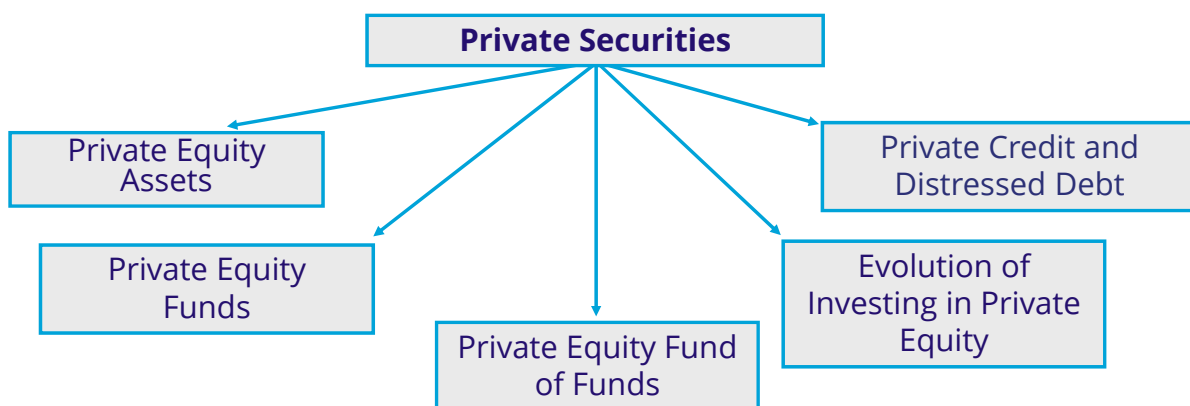 Private Securities
Private Equity
Assets
Private Equity
Funds
Private Equity Fund
of Funds
Evolution of
Investing in Private
Equity
Private Credit and
Distressed Debt